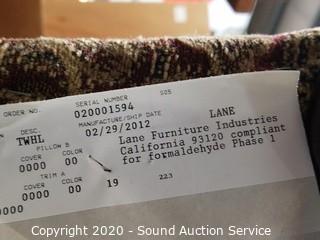 ORDER NO. SERIAL NUMBER S05
020001594
DESC. MANUFACTURE/SHIP DATE LANE
TWHL 02/29/2012 Lane Furniture Industries
PILLOW B California 93120 compliant
COVER COO for formaldehyde Phase 1
0000 00
TRIM A 19 223
COVER COO
0000 00
0000
Copyright 2020 - Sound Auction Service